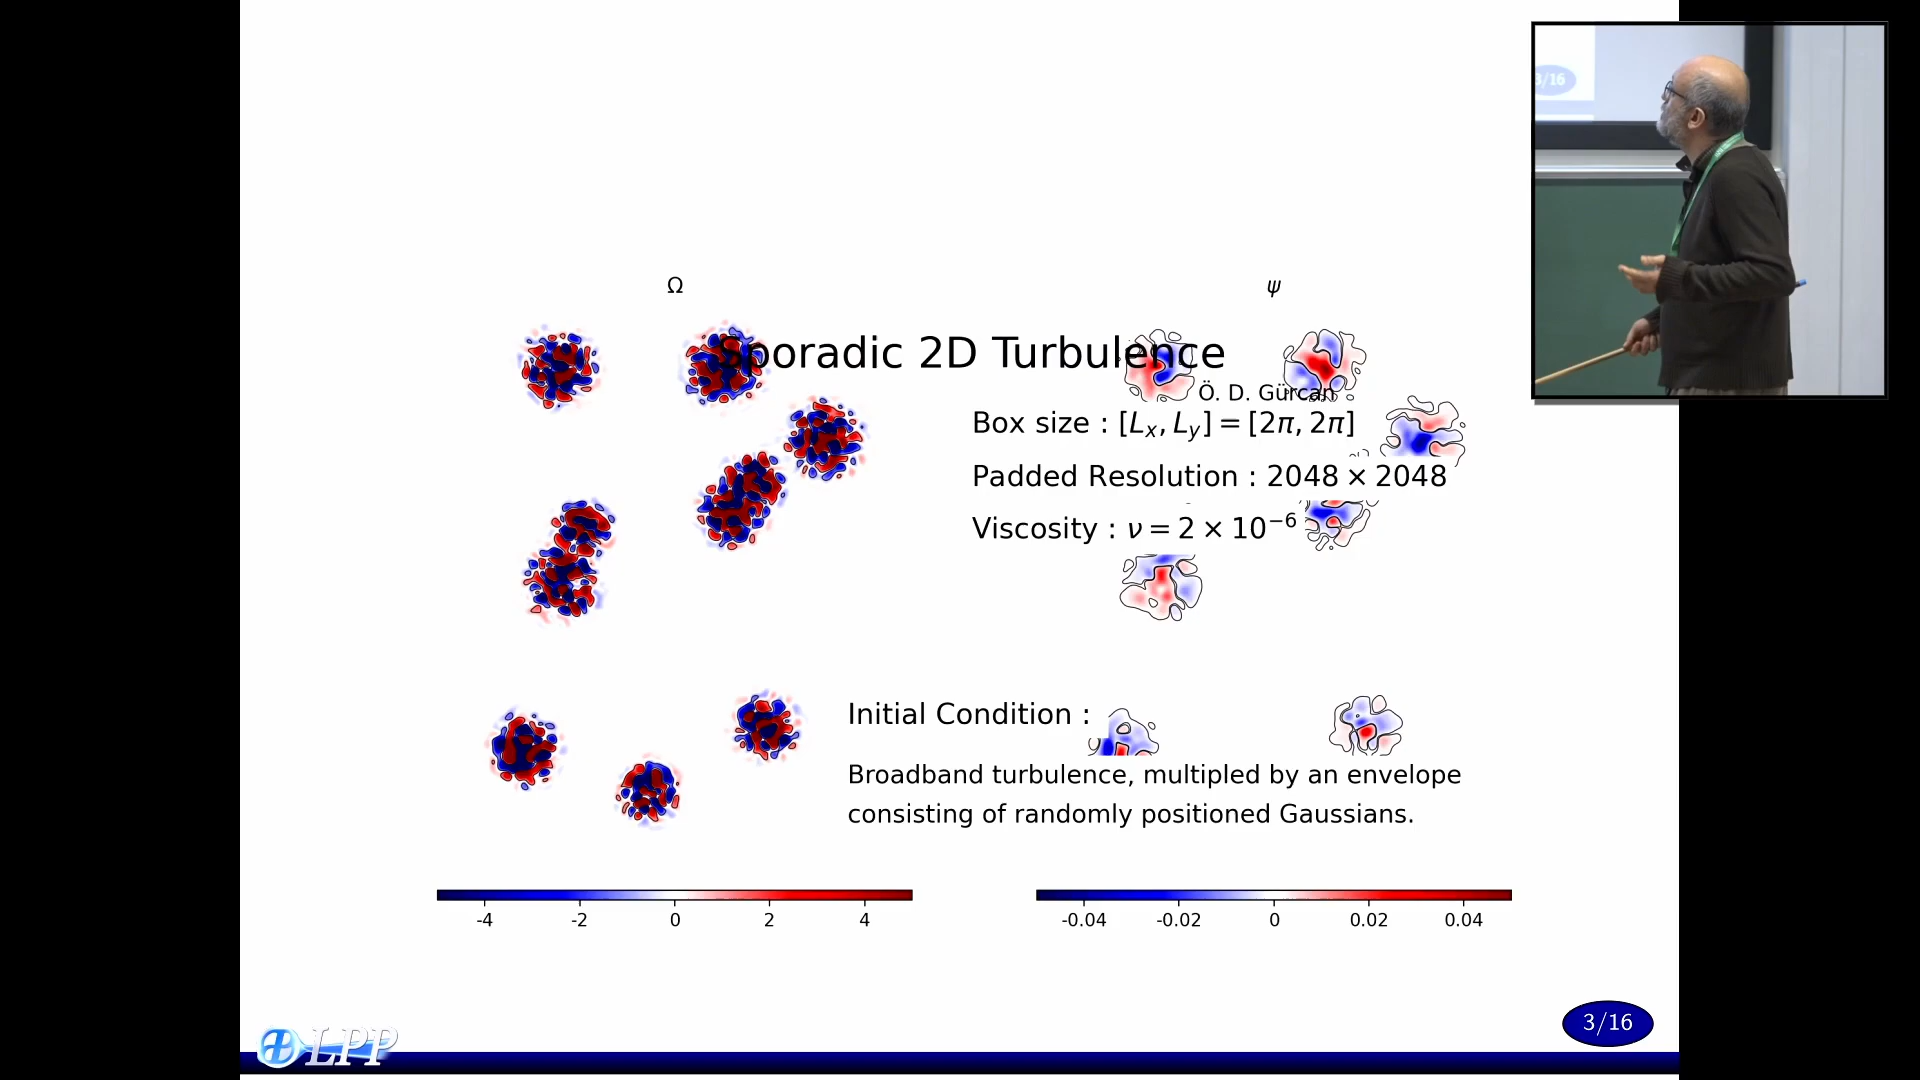 3/16
Ω
ψ
Sporadic 2D Turbulence
Ö. D. Gürcan
Box size : [Lx, Ly] = [2π, 2π]
Padded Resolution : 2048 × 2048
Viscosity : ν = 2 × 10⁻⁶
Initial Condition :
Broadband turbulence, multipled by an envelope
consisting of randomly positioned Gaussians.
-4 -2 0 2 4
-0.04 -0.02 0 0.02 0.04
LPP
3/16